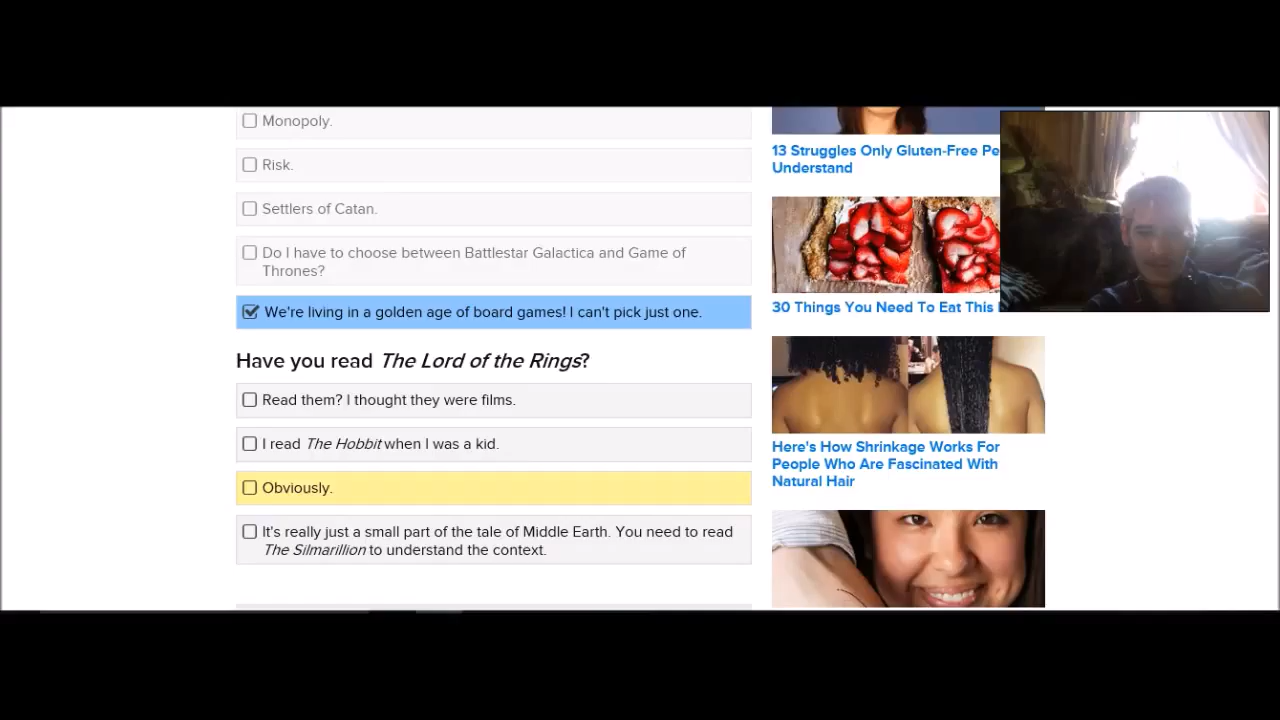 Monopoly.
Risk.
Settlers of Catan.
Do I have to choose between Battlestar Galactica and Game of
Thrones?
We're living in a golden age of board games! I can't pick just one.
Have you read The Lord of the Rings?
Read them? I thought they were films.
I read The Hobbit when I was a kid.
Obviously.
It's really just a small part of the tale of Middle Earth. You need to read
The Silmarillion to understand the context.
13 Struggles Only Gluten-Free Pe
Understand
30 Things You Need To Eat This
Here's How Shrinkage Works For
People Who Are Fascinated With
Natural Hair